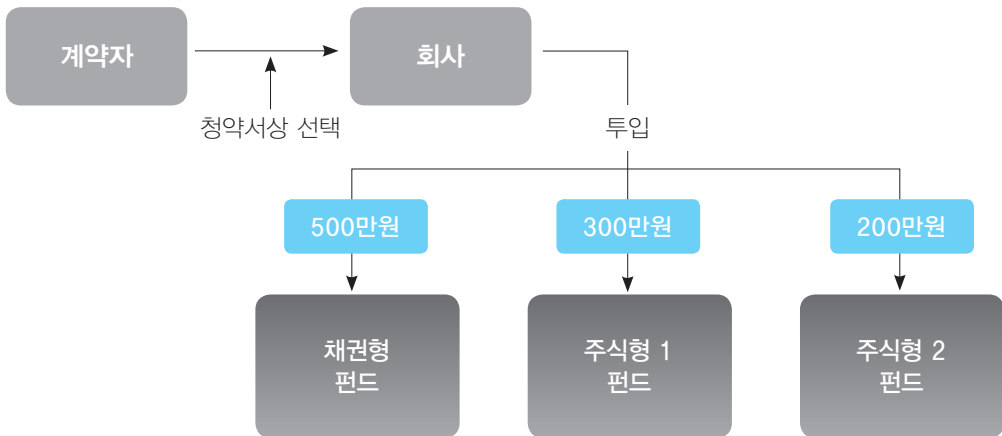 계약자
회사
청약서상 선택
투입
500만원
300만원
200만원
채권형
펀드
주식형 1
펀드
주식형 2
펀드